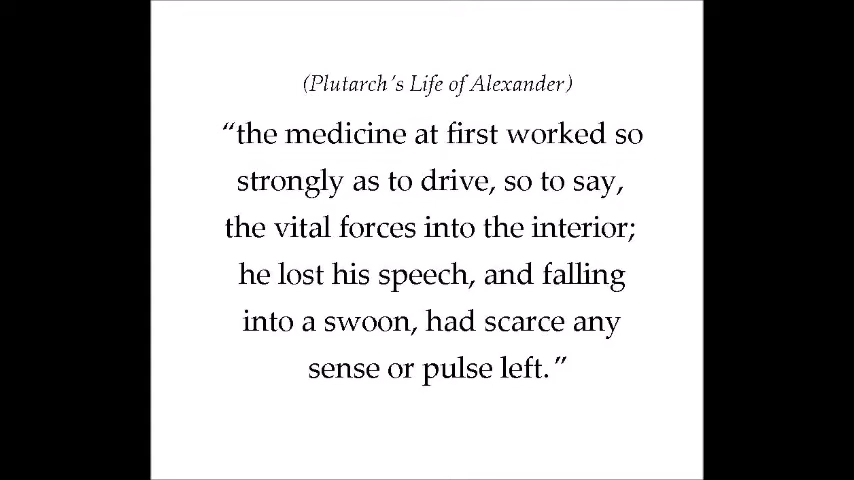 (Plutarch’s Life of Alexander)
“the medicine at first worked so
strongly as to drive, so to say,
the vital forces into the interior;
he lost his speech, and falling
into a swoon, had scarce any
sense or pulse left.”